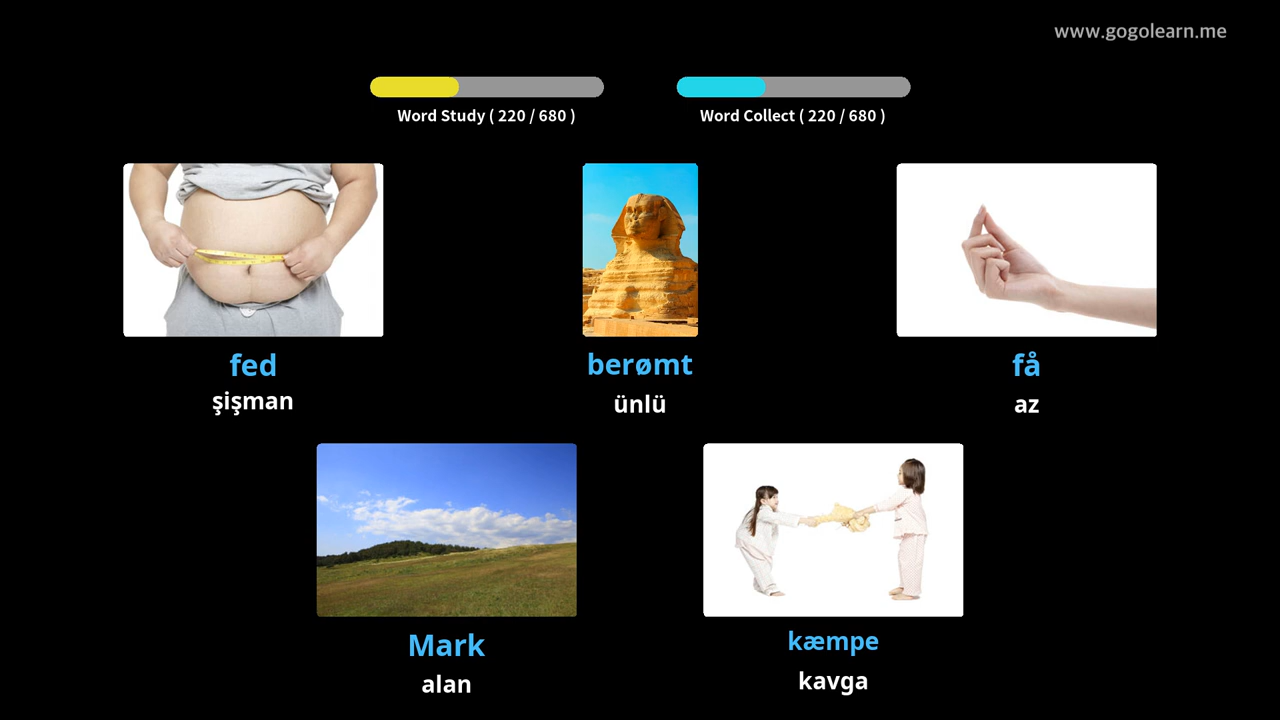 www.gogolearn.me
Word Study ( 220 / 680 )
Word Collect ( 220 / 680 )
fed
şişman
berømt
ünlü
få
az
Mark
alan
kæmpe
kavga